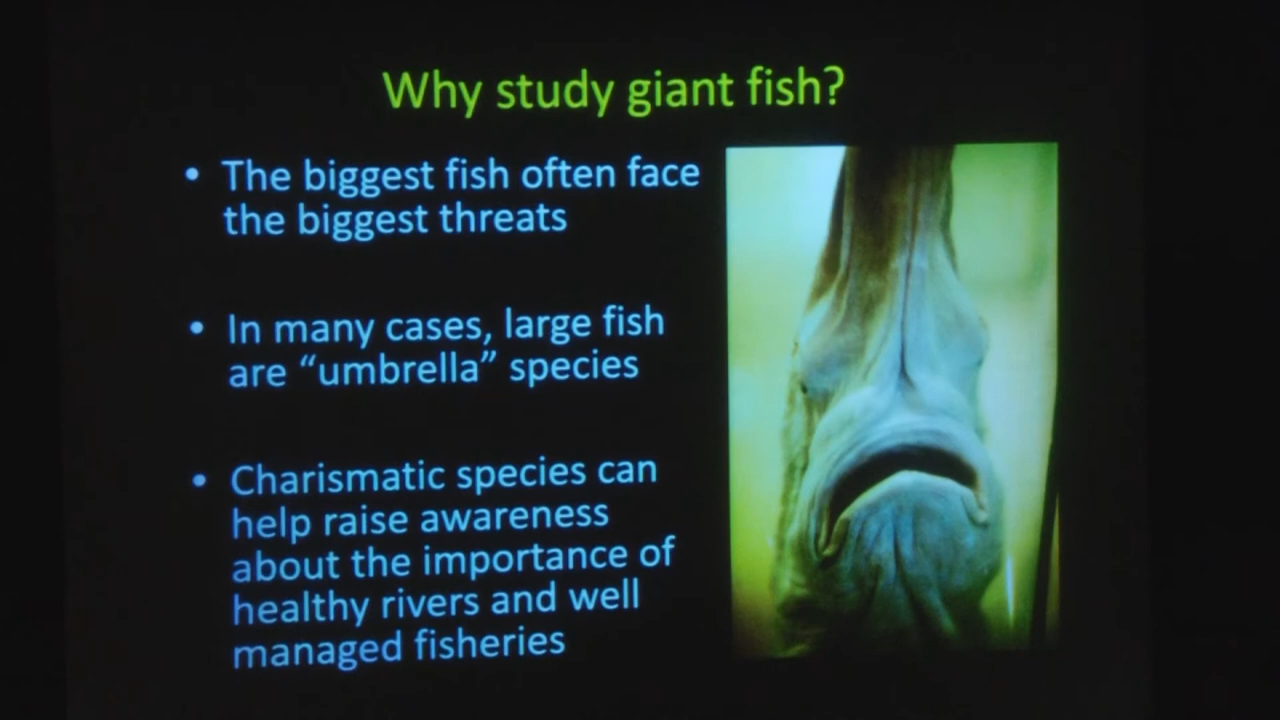 Why study giant fish?
• The biggest fish often face
the biggest threats
• In many cases, large fish
are “umbrella” species
• Charismatic species can
help raise awareness
about the importance of
healthy rivers and well
managed fisheries